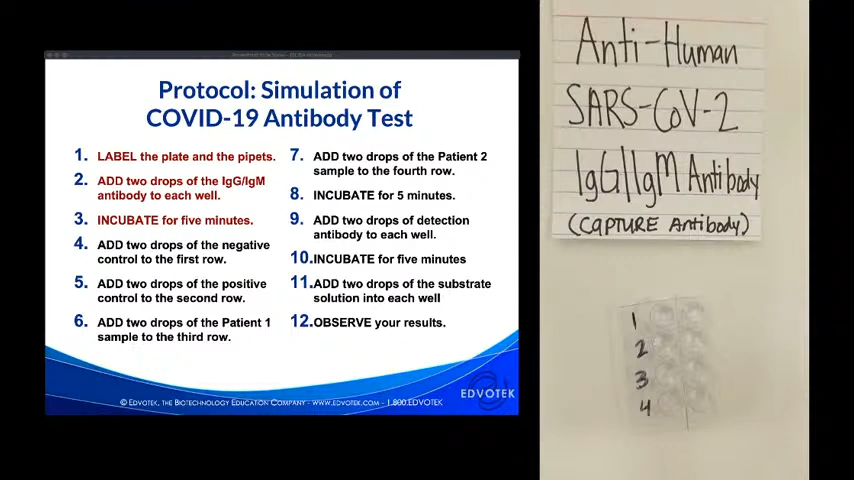 Protocol: Simulation of
COVID-19 Antibody Test
1. LABEL the plate and the pipets.
2. ADD two drops of the IgG/IgM
antibody to each well.
3. INCUBATE for five minutes.
4. ADD two drops of the negative
control to the first row.
5. ADD two drops of the positive
control to the second row.
6. ADD two drops of the Patient 1
sample to the third row.
7. ADD two drops of the Patient 2
sample to the fourth row.
8. INCUBATE for 5 minutes.
9. ADD two drops of detection
antibody to each well.
10.INCUBATE for five minutes
11.ADD two drops of the substrate
solution into each well
12.OBSERVE your results.
EDVOTEK
© EDVOTEK, THE BIOTECHNOLOGY EDUCATION COMPANY - WWW.EDVOTEK.COM - 1.800.EDVOTEK
Anti-Human
SARS-CoV-2
IgG/IgM Antibody
(CAPTURE Antibody)
1
2
3
4